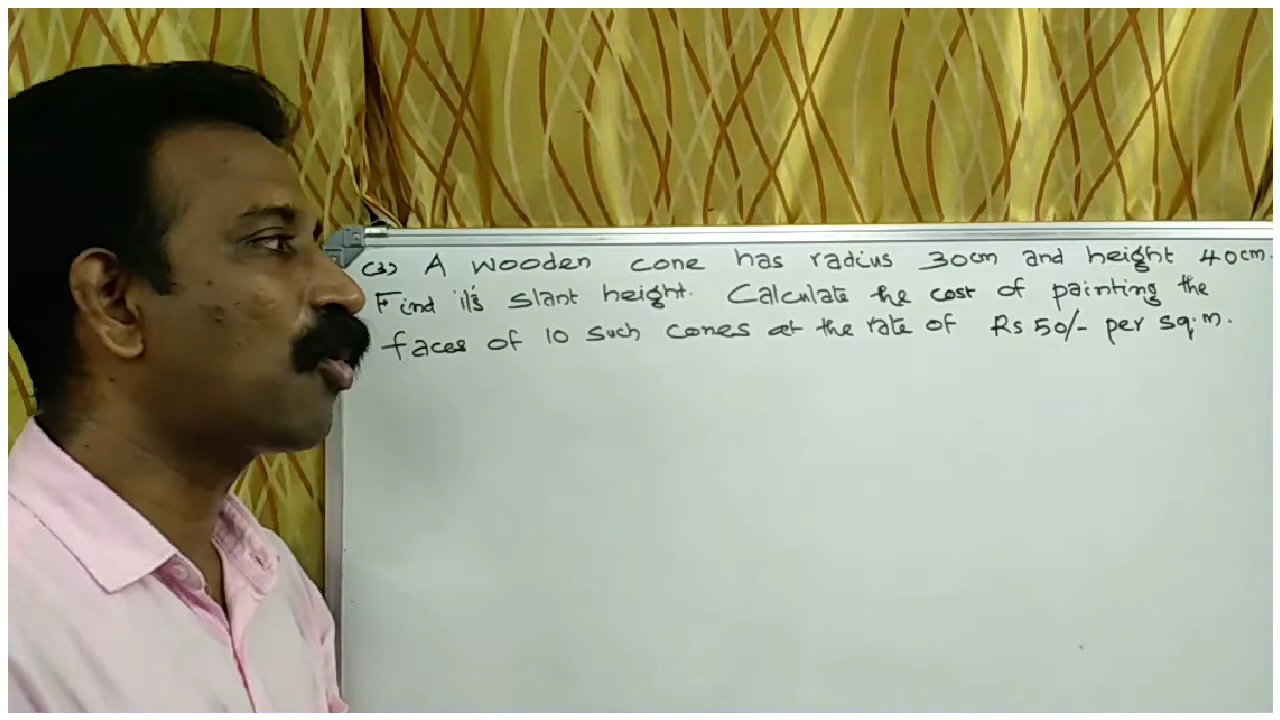 (3) A wooden cone has radius 30cm and height 40cm.
Find it's slant height. Calculate the cost of painting the
faces of 10 such cones at the rate of Rs 50/- per sq.m.